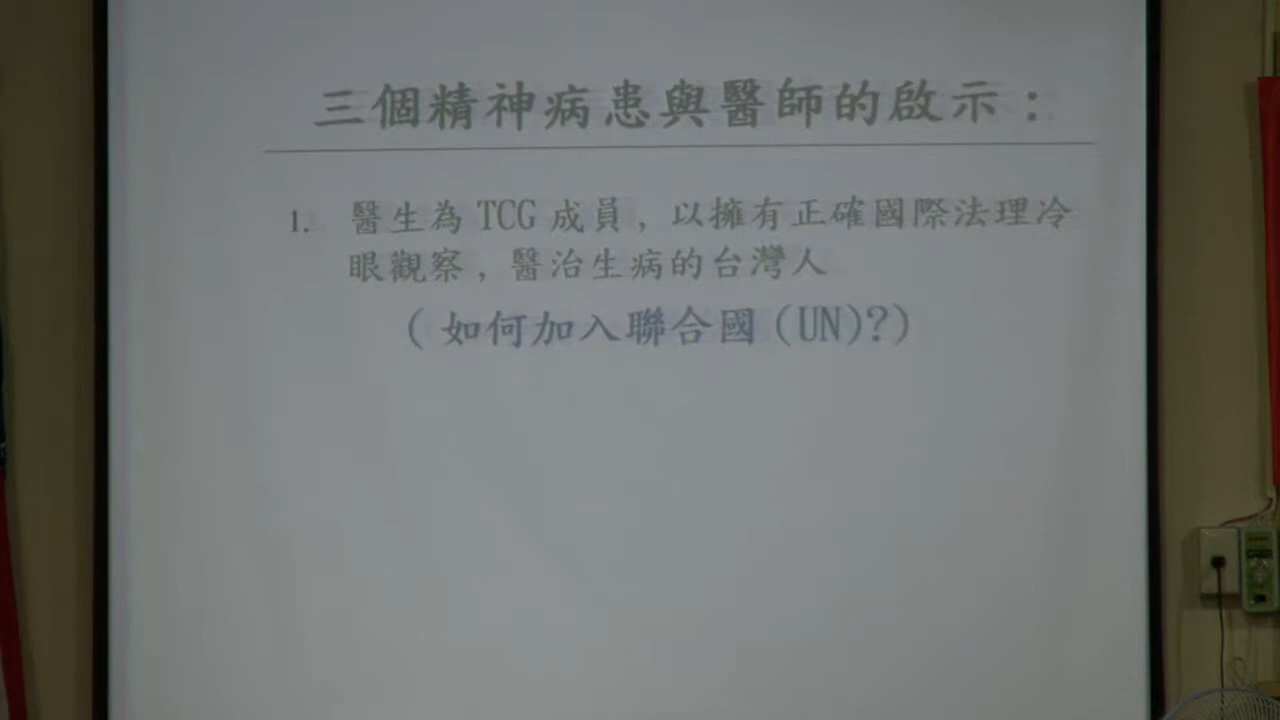 三個精神病患與醫師的啟示：
1. 醫生為 TCG 成員，以擁有正確國際法理冷
眼觀察，醫治生病的台灣人
(如何加入聯合國(UN)?)